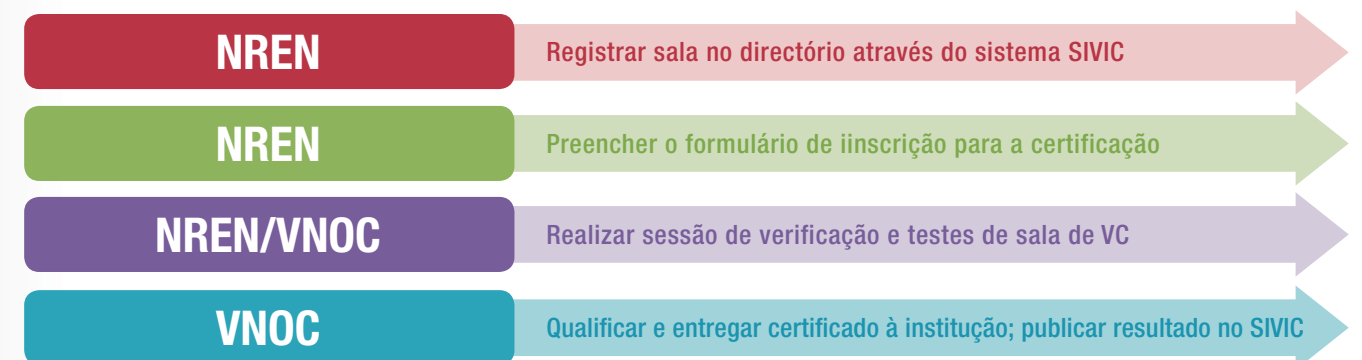 NREN
Registrar sala no directório através do sistema SIVIC
NREN
Preencher o formulário de iinscrição para a certificação
NREN/VNOC
Realizar sessão de verificação e testes de sala de VC
VNOC
Qualificar e entregar certificado à institução; publicar resultado no SIVIC